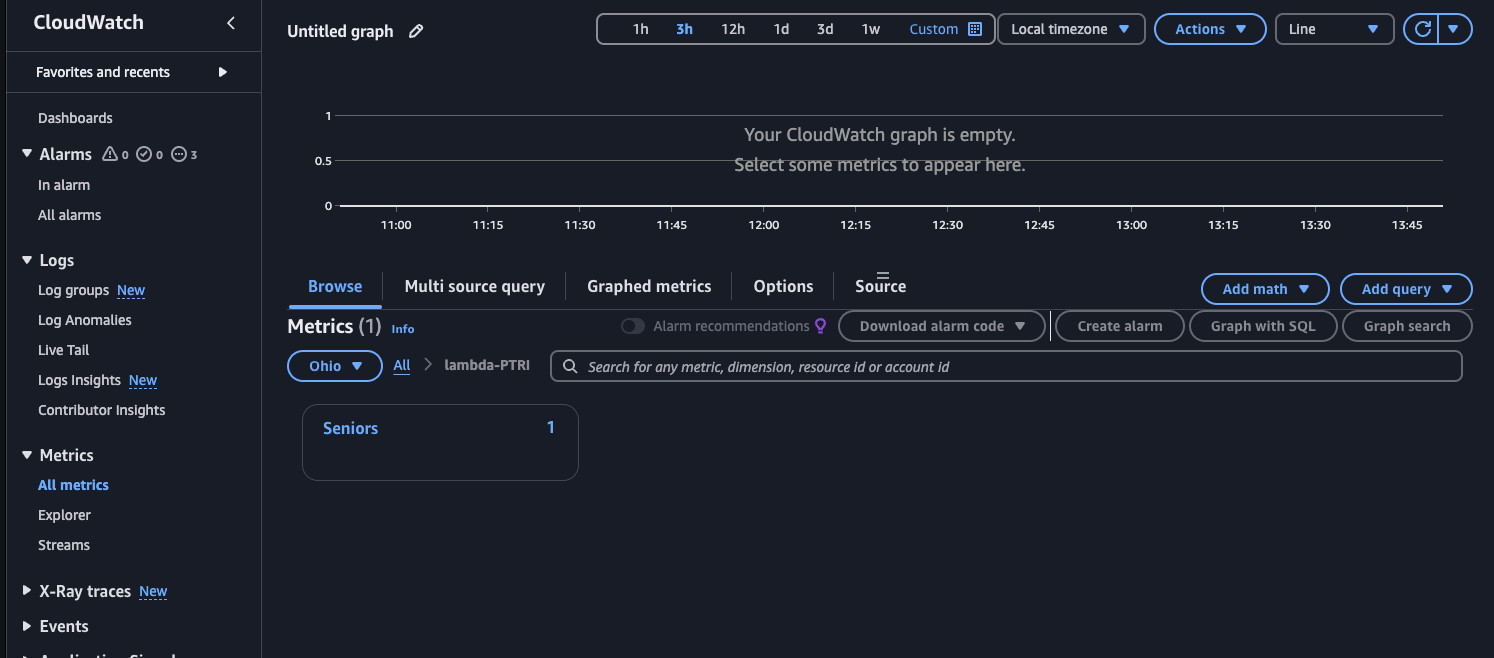 CloudWatch
Favorites and recents
Dashboards
Alarms 0 0 3
In alarm
All alarms
Logs
Log groups New
Log Anomalies
Live Tail
Logs Insights New
Contributor Insights
Metrics
All metrics
Explorer
Streams
X-Ray traces New
Events
Untitled graph
1h 3h 12h 1d 3d 1w Custom Local timezone Actions Line
1
Your CloudWatch graph is empty.
0.5
Select some metrics to appear here.
0
11:00 11:15 11:30 11:45 12:00 12:15 12:30 12:45 13:00 13:15 13:30 13:45
Browse Multi source query Graphed metrics Options Source Add math Add query
Metrics (1) Info Alarm recommendations Download alarm code Create alarm Graph with SQL Graph search
Ohio All lambda-PTRI Search for any metric, dimension, resource id or account id
Seniors 1